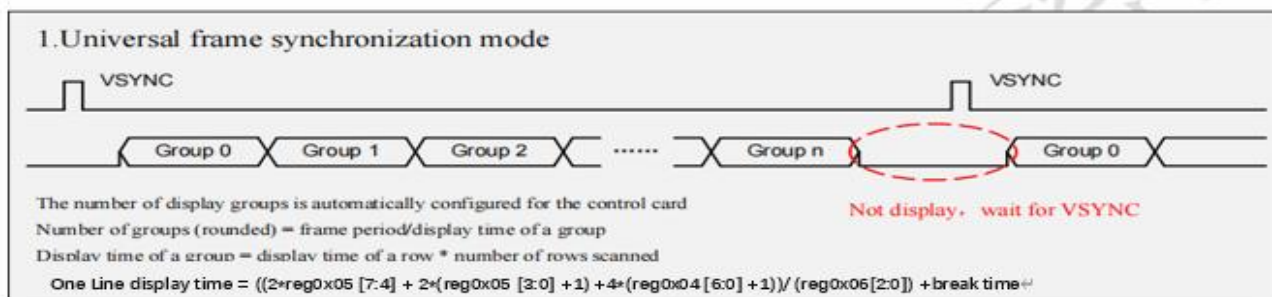 1.Universal frame synchronization mode
VSYNC VSYNC
Group 0 Group 1 Group 2 ...... Group n Group 0
The number of display groups is automatically configured for the control card
Not display, wait for VSYNC
Number of groups (rounded) = frame period/display time of a group
Display time of a group = display time of a row * number of rows scanned
One Line display time = ((2*reg0x05 [7:4] + 2*(reg0x05 [3:0] +1) +4*(reg0x04 [6:0] +1))/ (reg0x06[2:0]) +break time↵